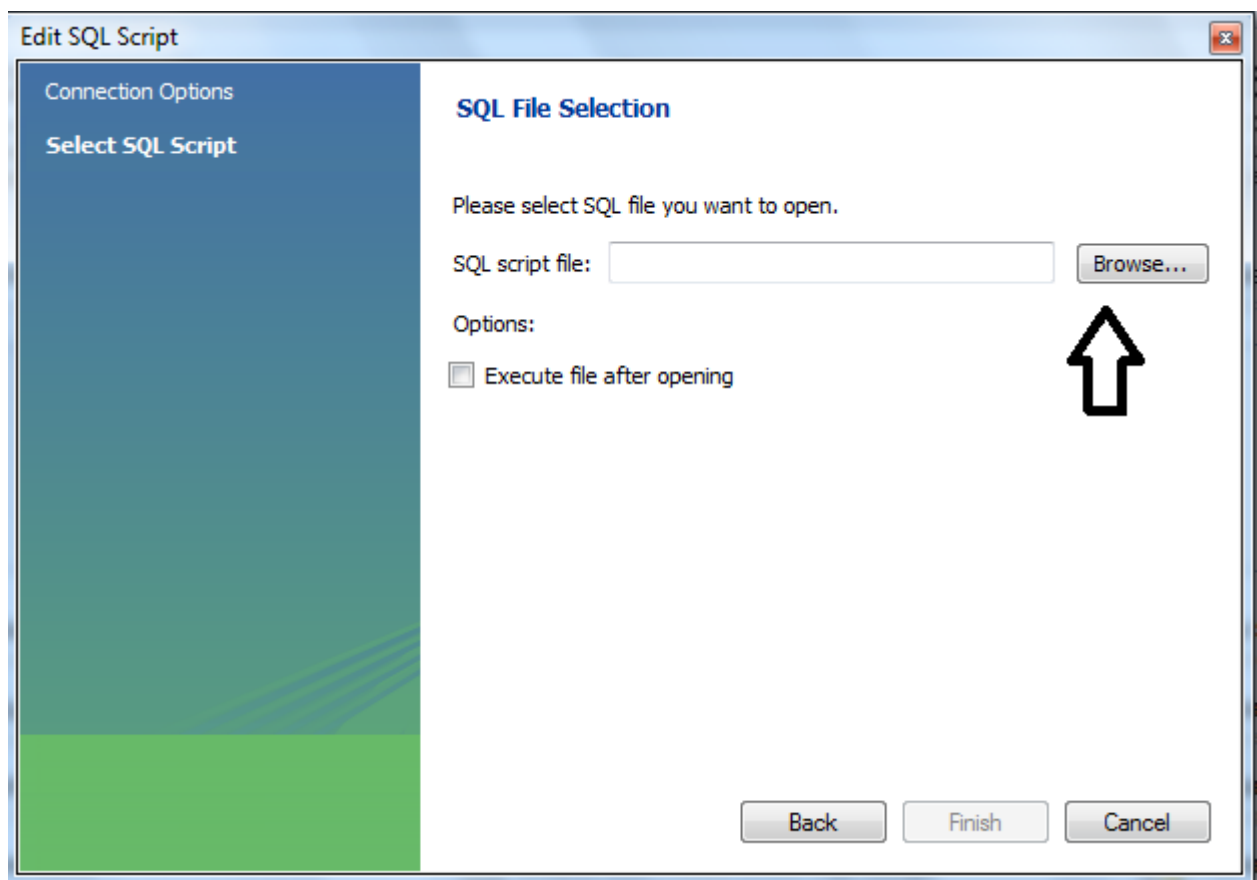 Edit SQL Script
Connection Options
Select SQL Script
SQL File Selection
Please select SQL file you want to open.
SQL script file:
Browse...
Options:
Execute file after opening
Back
Finish
Cancel